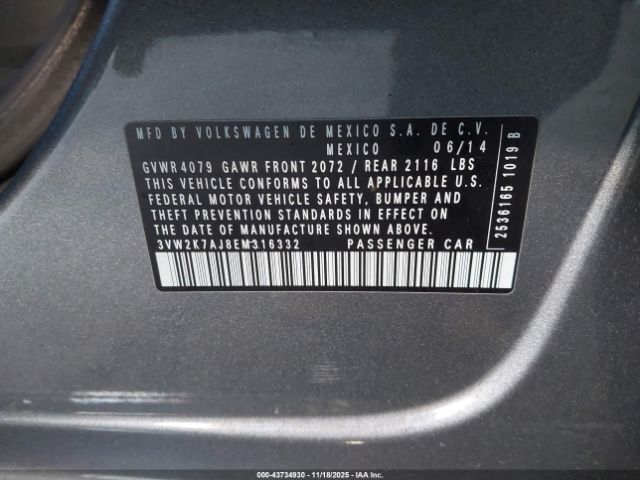 MFD BY VOLKSWAGEN DE MEXICO S.A. DE C.V.
MEXICO 06/14
GVWR 4079 GAWR FRONT 2072 / REAR 2116 LBS
THIS VEHICLE CONFORMS TO ALL APPLICABLE U.S.
FEDERAL MOTOR VEHICLE SAFETY, BUMPER AND
THEFT PREVENTION STANDARDS IN EFFECT ON
THE DATE OF MANUFACTURE SHOWN ABOVE.
3VW2K7AJ8EM316332 PASSENGER CAR
2536165 1019 B
000-43734930 - 11/18/2025 - IAAI.COM